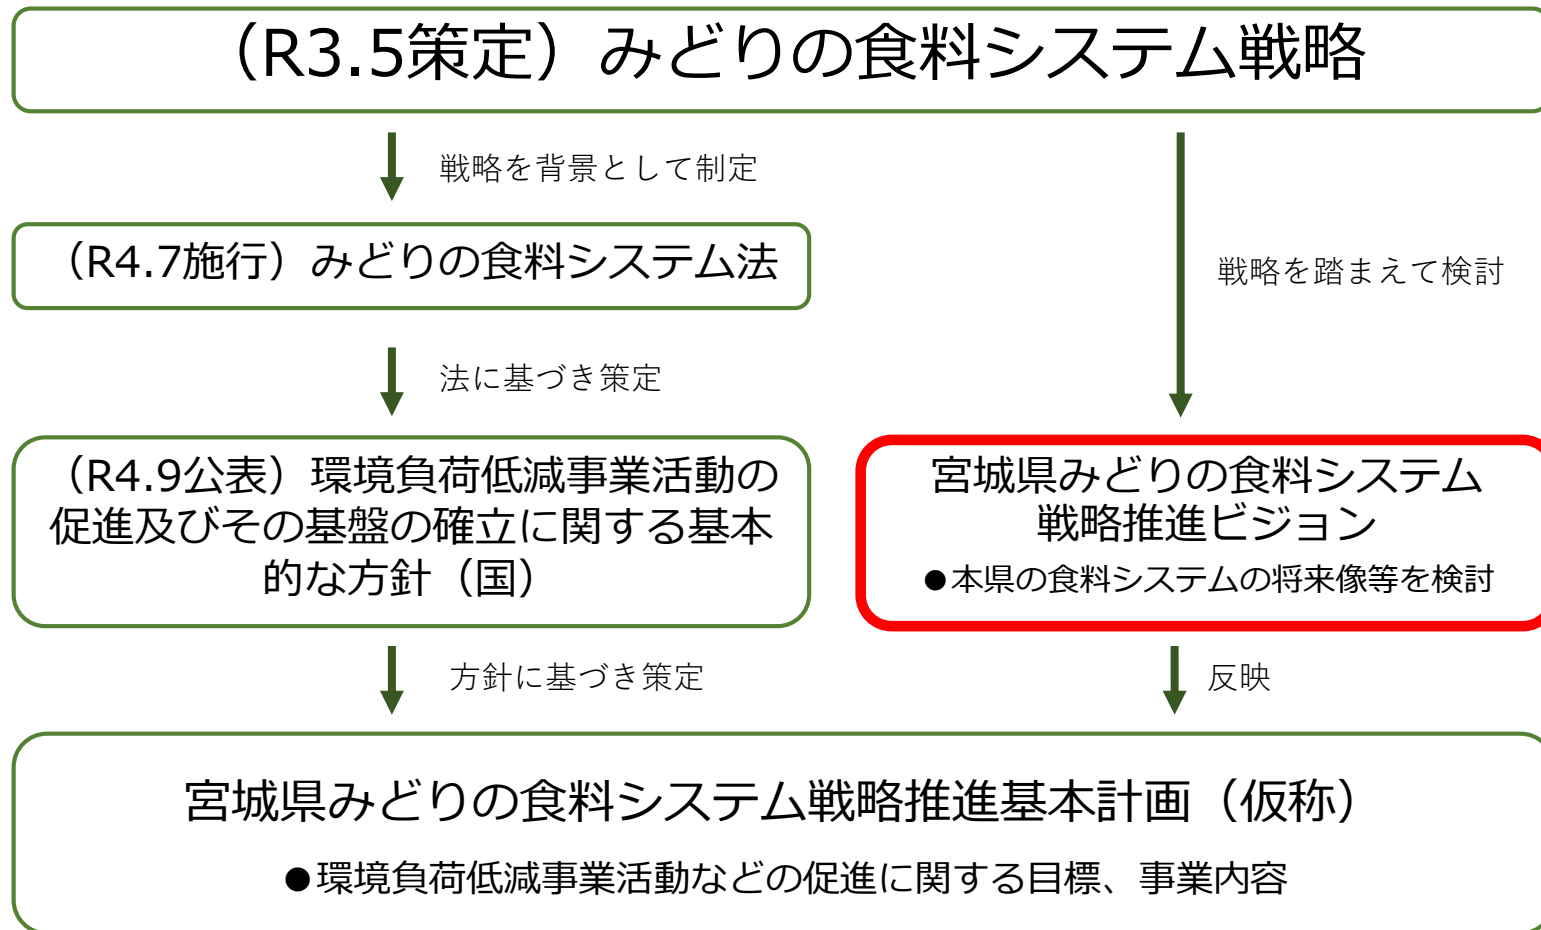 （R3.5策定）みどりの食料システム戦略
戦略を背景として制定
（R4.7施行）みどりの食料システム法
戦略を踏まえて検討
法に基づき策定
（R4.9公表）環境負荷低減事業活動の
促進及びその基盤の確立に関する基本
的な方針（国）
宮城県みどりの食料システム
戦略推進ビジョン
●本県の食料システムの将来像等を検討
方針に基づき策定
反映
宮城県みどりの食料システム戦略推進基本計画（仮称）
●環境負荷低減事業活動などの促進に関する目標、事業内容